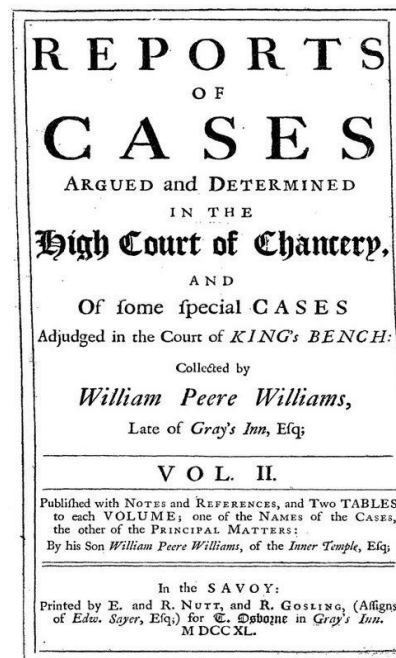 REPORTS
OF
CASES
ARGUED and DETERMINED
IN THE
High Court of Chancery,
AND
Of ſome ſpecial CASES
Adjudged in the Court of KING's BENCH:
Collected by
William Peere Williams,
Late of Gray's Inn, Eſq;
VOL. II.
Publiſhed with NOTES and REFERENCES, and Two TABLES
to each VOLUME; one of the NAMES of the CASES,
the other of the PRINCIPAL MATTERS:
By his Son William Peere Williams, of the Inner Temple, Eſq;
In the SAVOY:
Printed by E. and R. NUTT, and R. GOSLING, (Aſſigns
of Edw. Sayer, Eſq;) for T. Osborne in Gray's Inn.
M DCC XL.